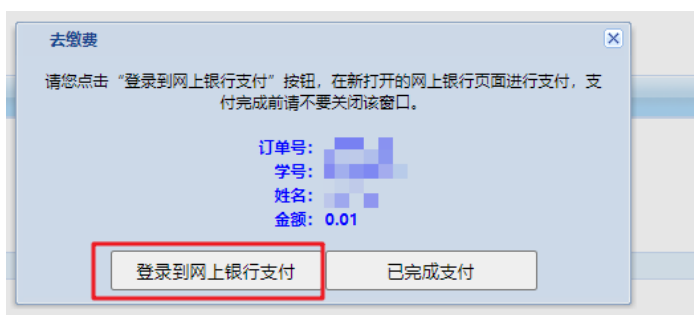 去缴费
请您点击“登录到网上银行支付”按钮，在新打开的网上银行页面进行支付，支
付完成前请不要关闭该窗口。
订单号：
学号：
姓名：
金额：0.01
登录到网上银行支付
已完成支付